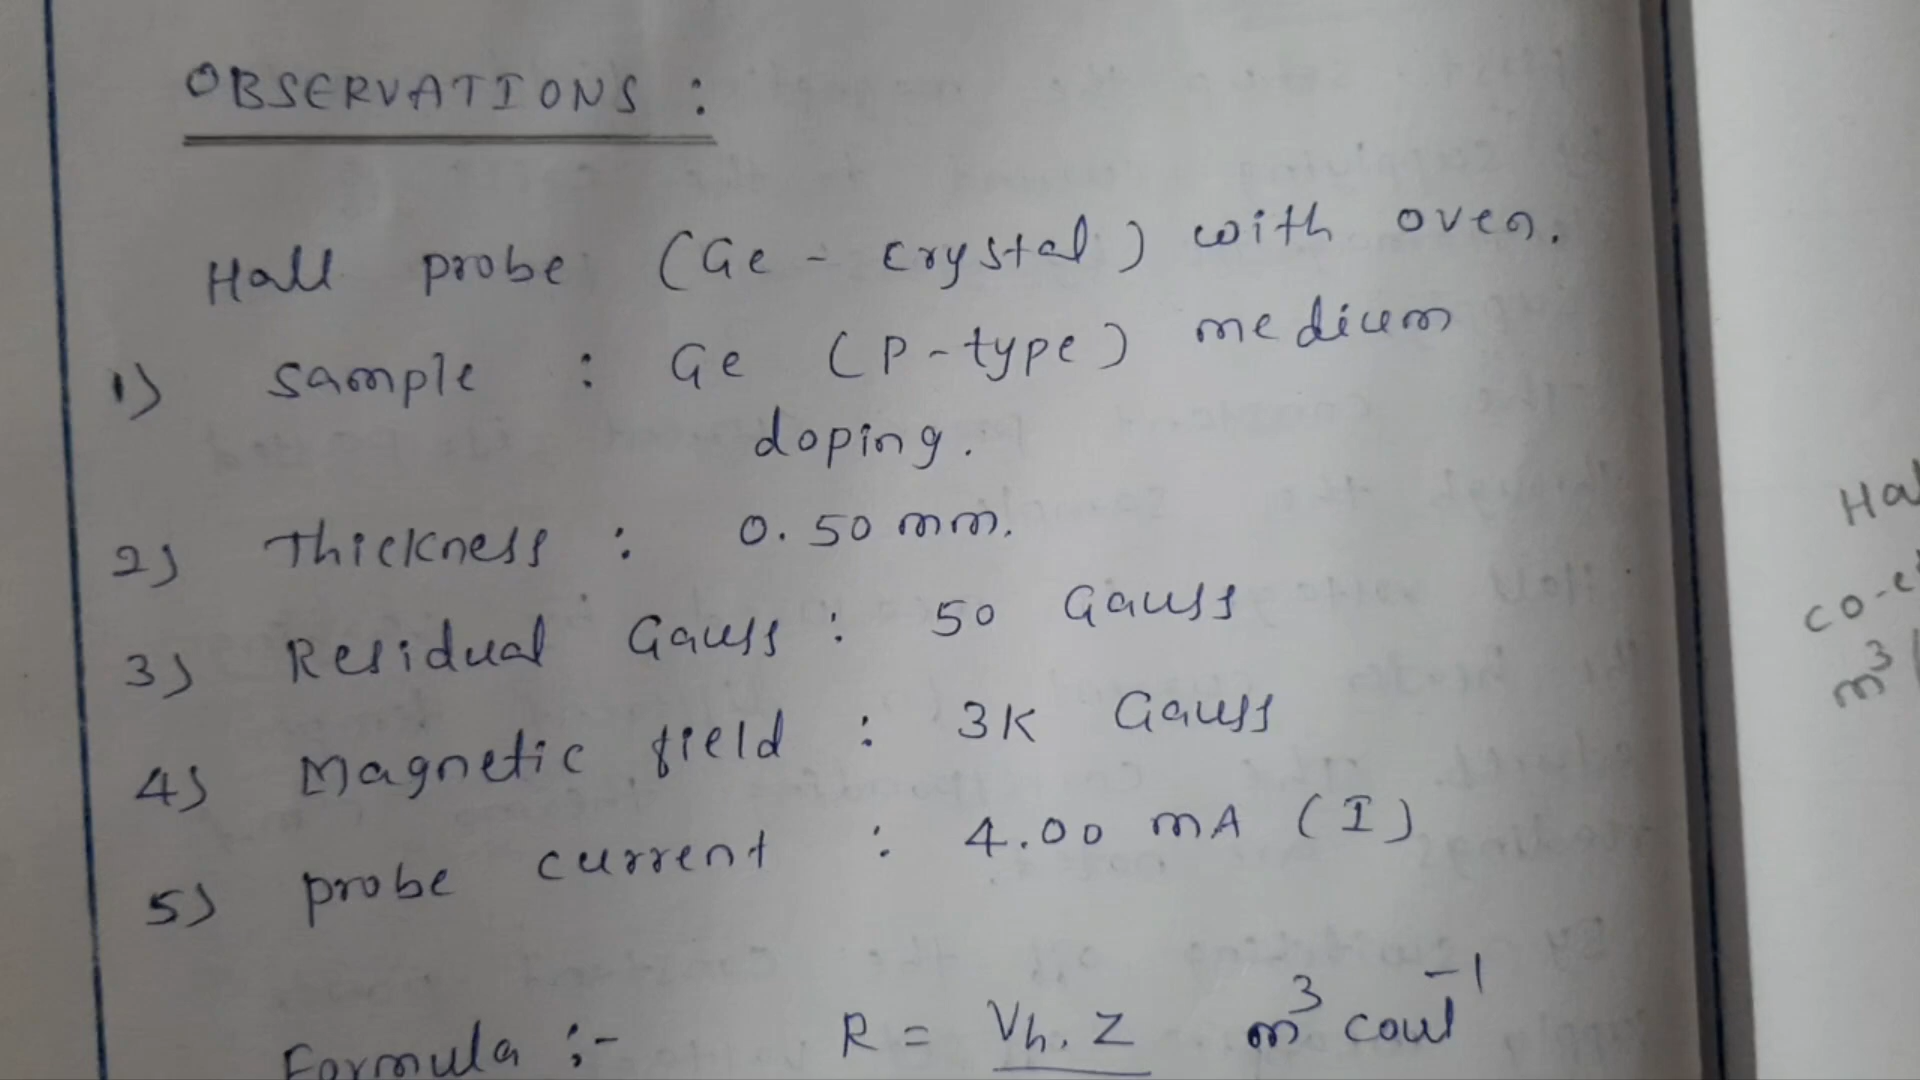 OBSERVATIONS :
Hall probe (Ge - crystal) with oven.
1) Sample : Ge (P-type) medium
doping.
2) Thickness : 0.50 mm.
3) Residual Gauss : 50 Gauss
4) Magnetic field : 3K Gauss
5) probe current : 4.00 mA (I)
Formula :- R = Vh. Z m³ coul⁻¹
co-
m³